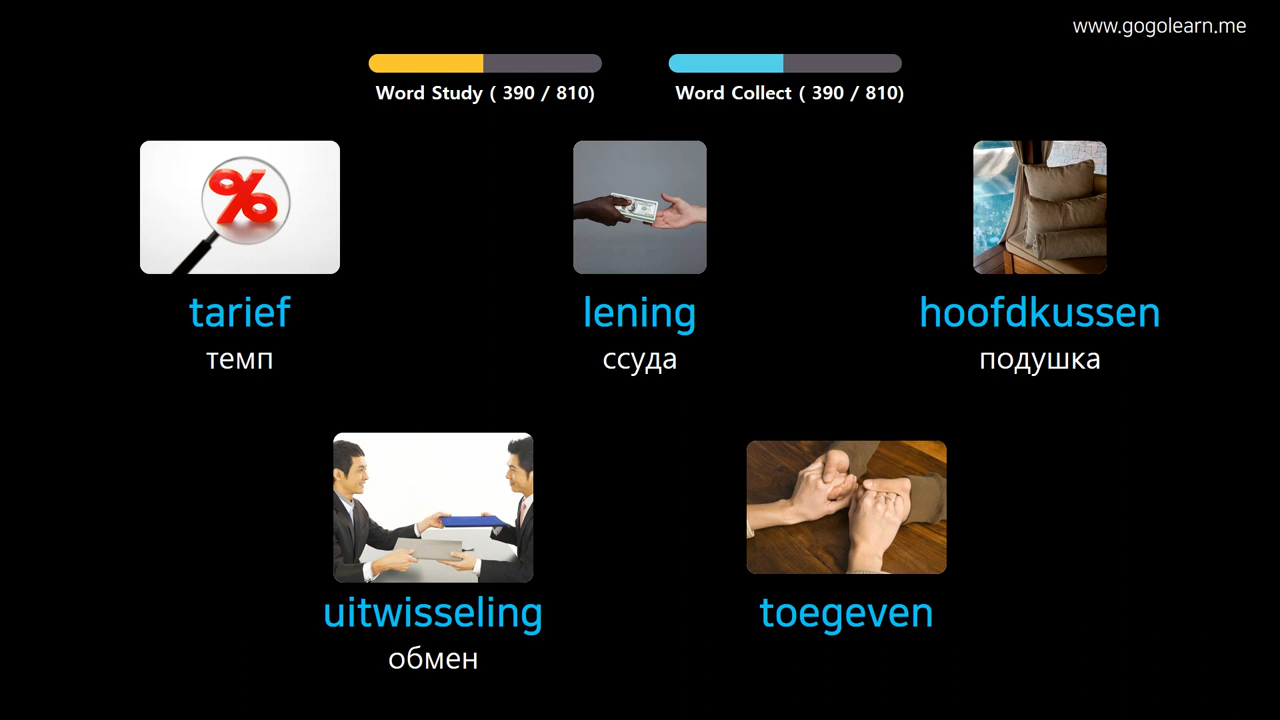 www.gogolearn.me
Word Study ( 390 / 810)
Word Collect ( 390 / 810)
tarief
темп
lening
ссуда
hoofdkussen
подушка
uitwisseling
обмен
toegeven